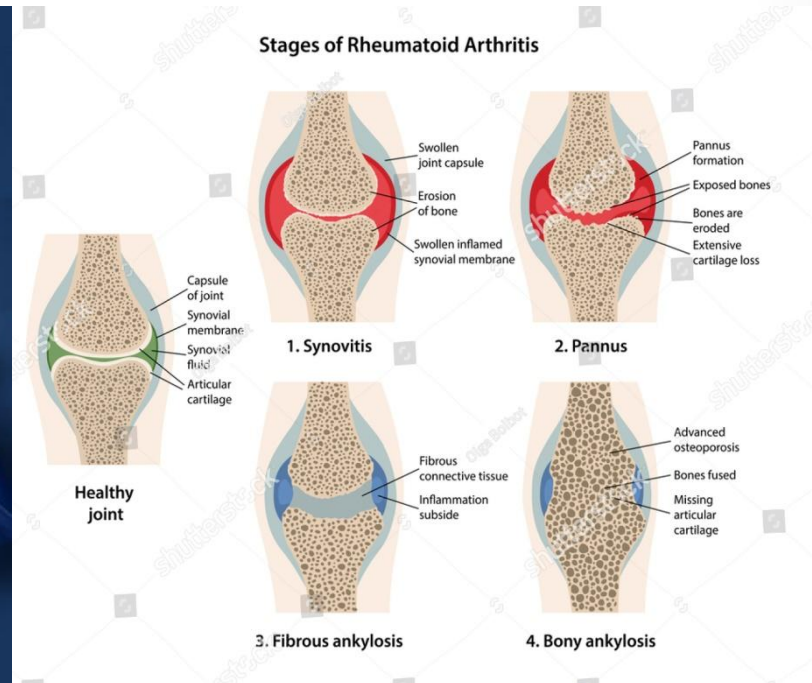 Stages of Rheumatoid Arthritis
Swollen
joint capsule
Erosion
of bone
Swollen inflamed
synovial membrane
1. Synovitis
Pannus
formation
Exposed bones
Bones are
eroded
Extensive
cartilage loss
2. Pannus
Capsule
of joint
Synovial
membrane
Synovial
fluid
Articular
cartilage
Healthy
joint
Fibrous
connective tissue
Inflammation
subside
3. Fibrous ankylosis
Advanced
osteoporosis
Bones fused
Missing
articular
cartilage
4. Bony ankylosis
shutterstock
Olga Bolbot